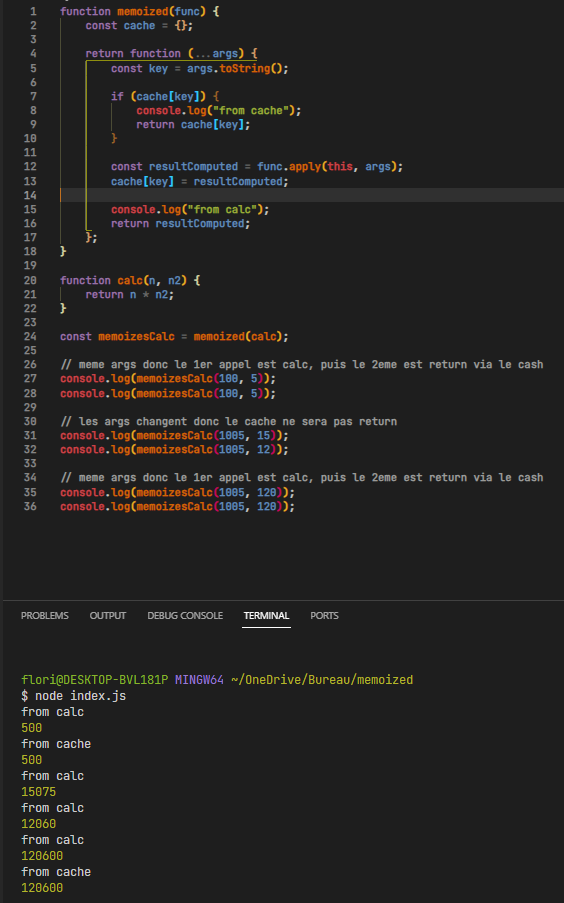 1 function memoized(func) {
2 const cache = {};
3
4 return function (...args) {
5 const key = args.toString();
6
7 if (cache[key]) {
8 console.log("from cache");
9 return cache[key];
10 }
11
12 const resultComputed = func.apply(this, args);
13 cache[key] = resultComputed;
14
15 console.log("from calc");
16 return resultComputed;
17 };
18 }
19
20 function calc(n, n2) {
21 return n * n2;
22 }
23
24 const memoizesCalc = memoized(calc);
25
26 // meme args donc le 1er appel est calc, puis le 2eme est return via le cash
27 console.log(memoizesCalc(100, 5));
28 console.log(memoizesCalc(100, 5));
29
30 // les args changent donc le cache ne sera pas return
31 console.log(memoizesCalc(1005, 15));
32 console.log(memoizesCalc(1005, 12));
33
34 // meme args donc le 1er appel est calc, puis le 2eme est return via le cash
35 console.log(memoizesCalc(1005, 120));
36 console.log(memoizesCalc(1005, 120));
PROBLEMS OUTPUT DEBUG CONSOLE TERMINAL PORTS
flori@DESKTOP-BVL181P MINGW64 ~/OneDrive/Bureau/memoized
$ node index.js
from calc
500
from cache
500
from calc
15075
from calc
12060
from calc
120600
from cache
120600